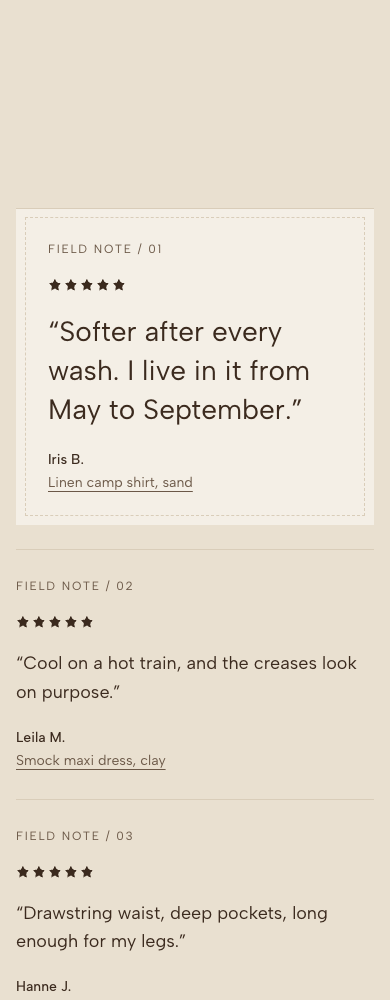 FIELD NOTE / 01
“Softer after every
wash. I live in it from
May to September.”
Iris B.
Linen camp shirt, sand
FIELD NOTE / 02
“Cool on a hot train, and the creases look
on purpose.”
Leila M.
Smock maxi dress, clay
FIELD NOTE / 03
“Drawstring waist, deep pockets, long
enough for my legs.”
Hanne J.